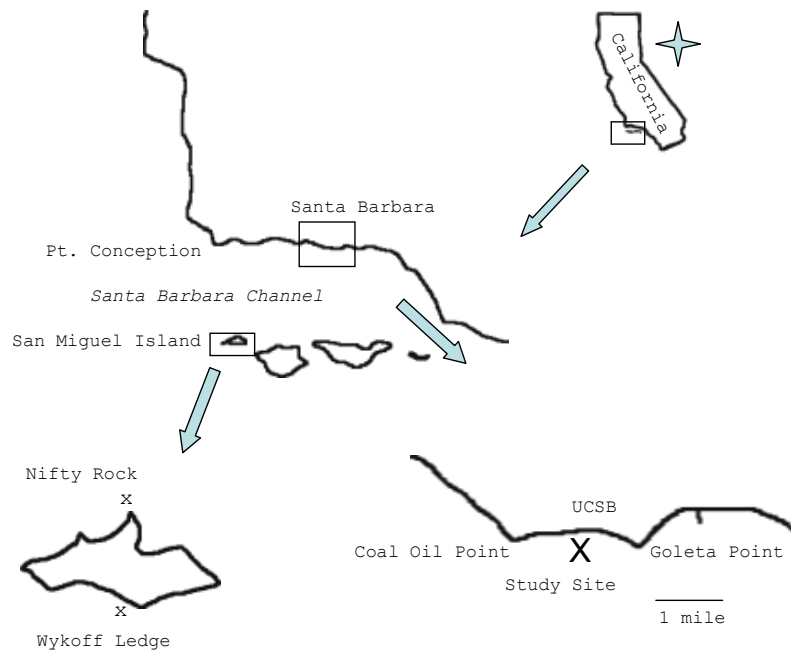 California
Santa Barbara
Pt. Conception
Santa Barbara Channel
San Miguel Island
Nifty Rock
x
UCSB
Coal Oil Point
X
Goleta Point
Study Site
x
1 mile
Wykoff Ledge